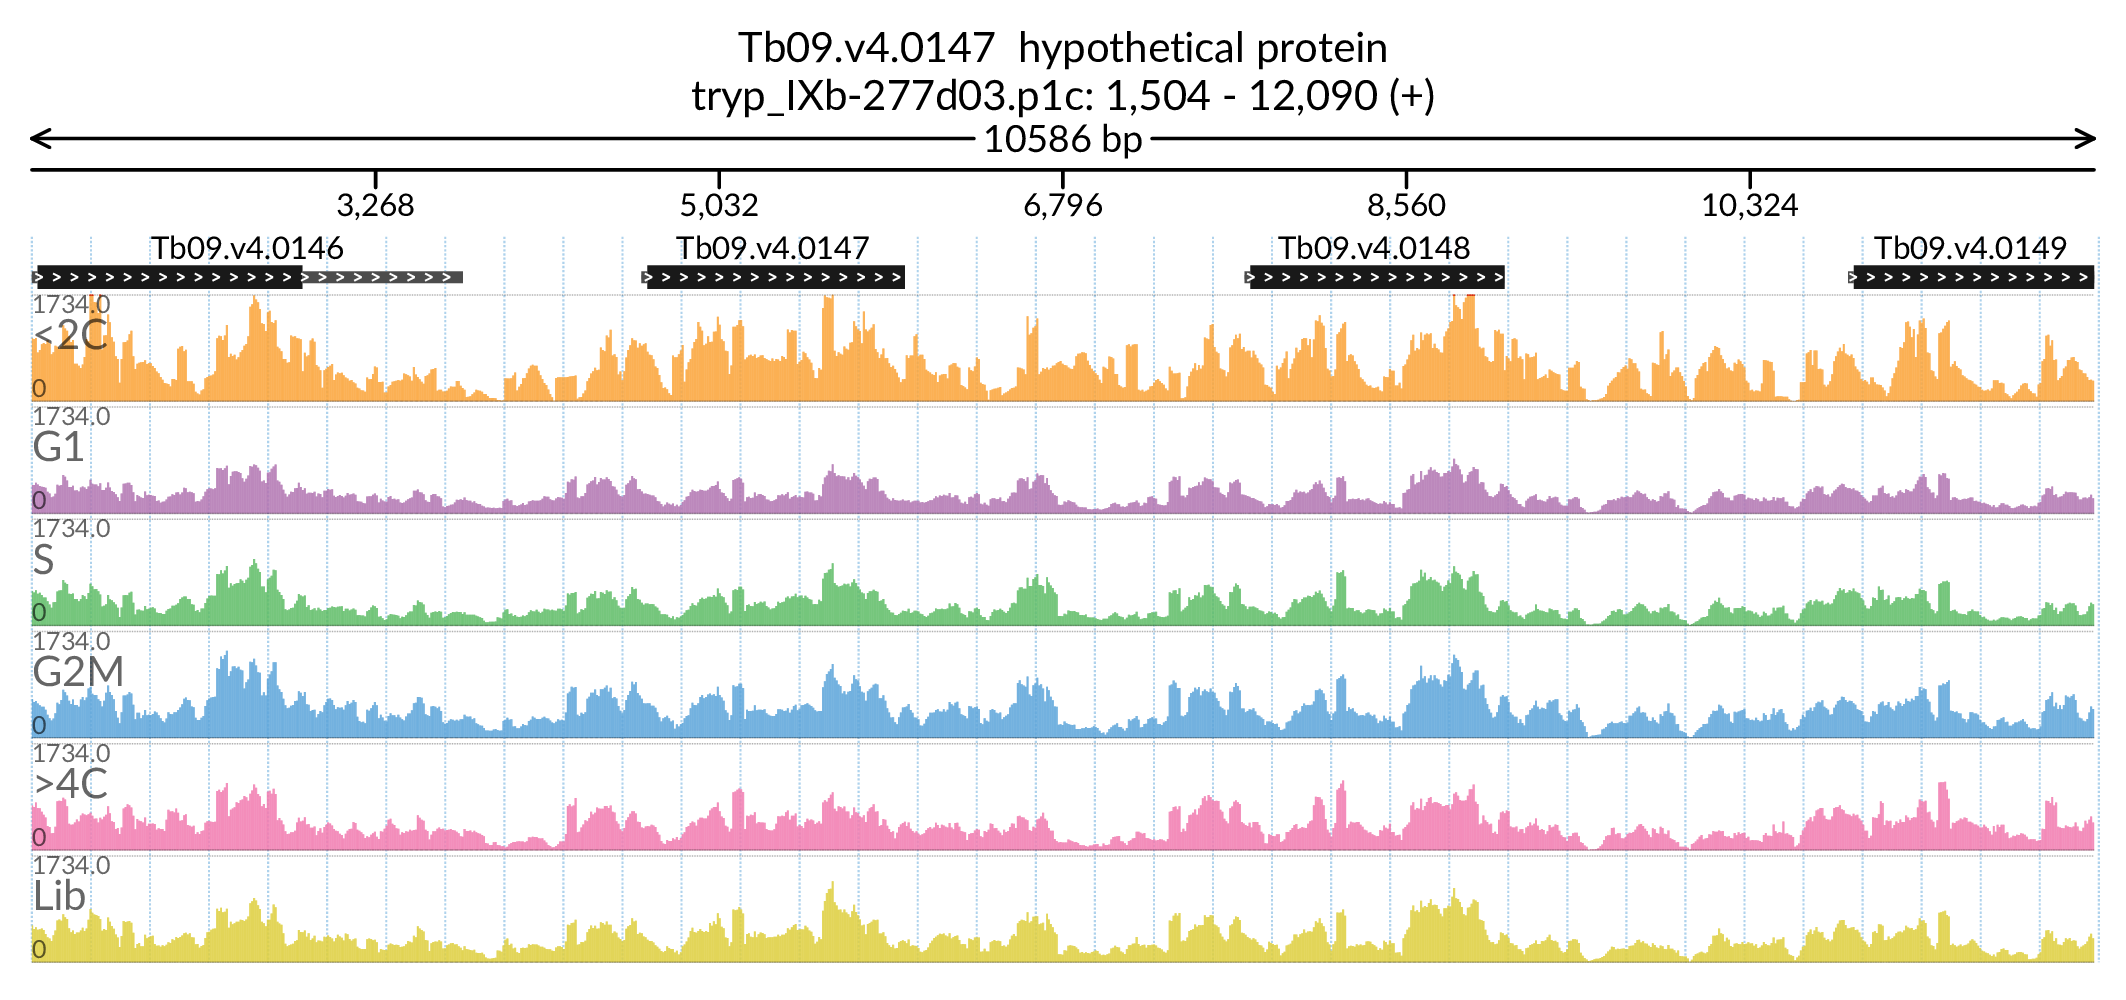 Tb09.v4.0147 hypothetical protein
tryp_IXb-277d03.p1c: 1,504 - 12,090 (+)
10586 bp
3,268 5,032 6,796 8,560 10,324
Tb09.v4.0146 Tb09.v4.0147 Tb09.v4.0148 Tb09.v4.0149
1734.0
<2C
0
1734.0
G1
0
1734.0
S
0
1734.0
G2M
0
1734.0
>4C
0
1734.0
Lib
0